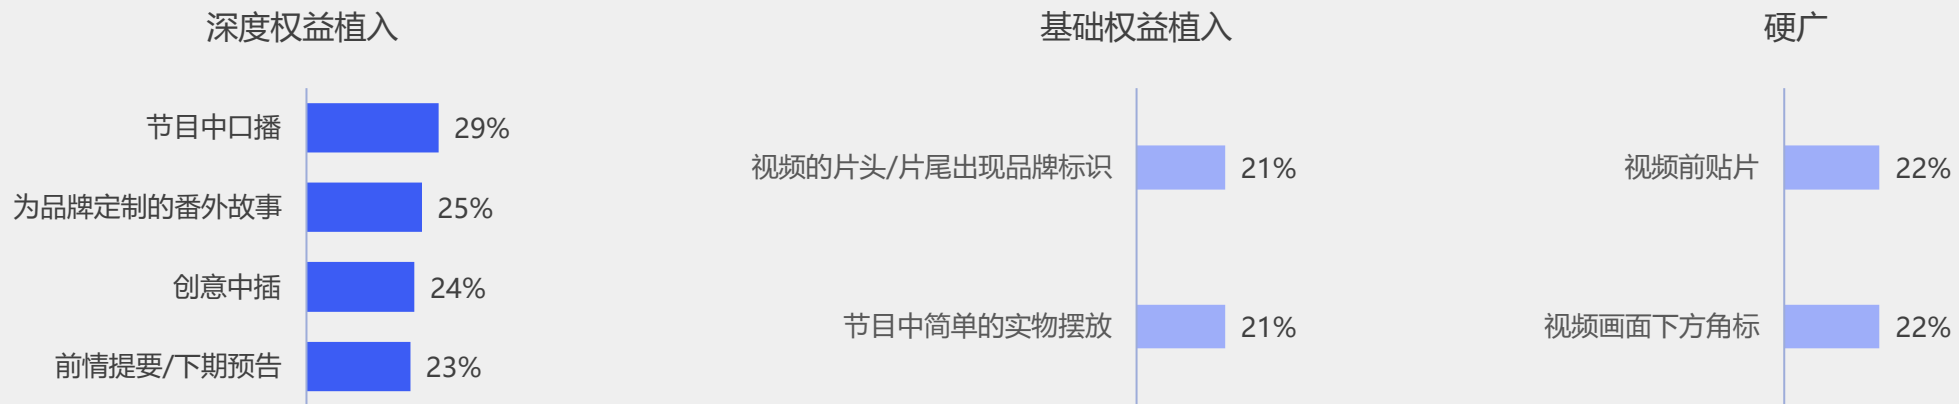 深度权益植入
节目中口播 29%
为品牌定制的番外故事 25%
创意中插 24%
前情提要/下期预告 23%
基础权益植入
视频的片头/片尾出现品牌标识 21%
节目中简单的实物摆放 21%
硬广
视频前贴片 22%
视频画面下方角标 22%